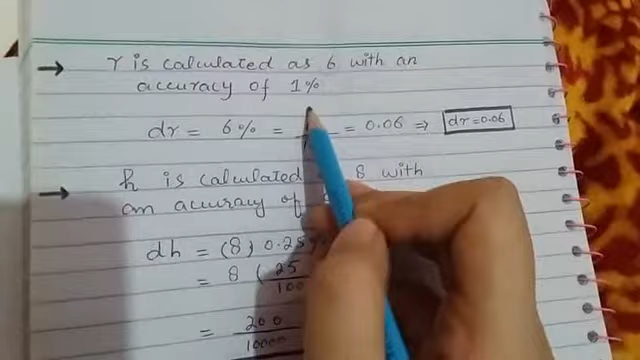 → r is calculated as 6 with an
accuracy of 1%
dr = 6% = = 0.06 ⇒ dr = 0.06
→ h is calculated 8 with
an accuracy of
dh = (8) 0.25
= 8 ( 25
100
= 200
10000